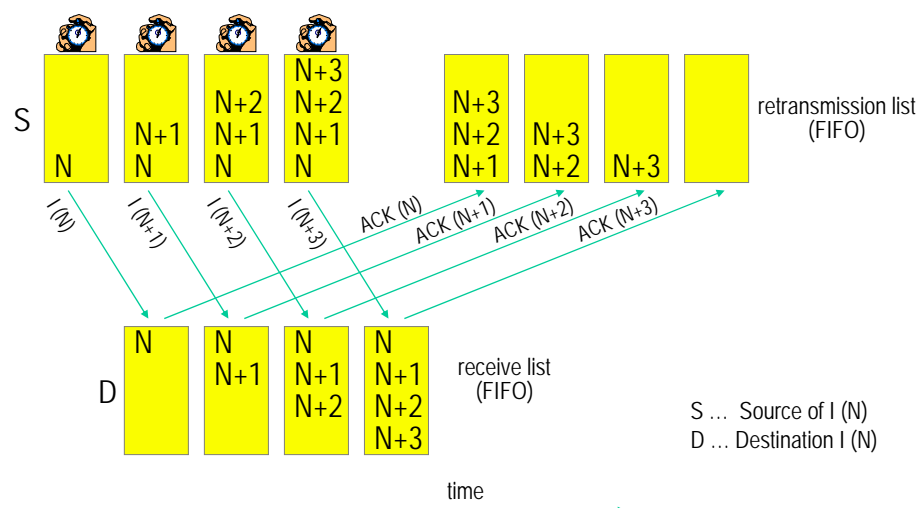 S
N
N+1
N
N+2
N+1
N
N+3
N+2
N+1
N
N+3
N+2
N+1
N+3
N+2
N+3
retransmission list
(FIFO)
I (N)
I (N+1)
I (N+2)
I (N+3)
ACK (N)
ACK (N+1)
ACK (N+2)
ACK (N+3)
D
N
N
N+1
N
N+1
N+2
N
N+1
N+2
N+3
receive list
(FIFO)
S ... Source of I (N)
D ... Destination I (N)
time